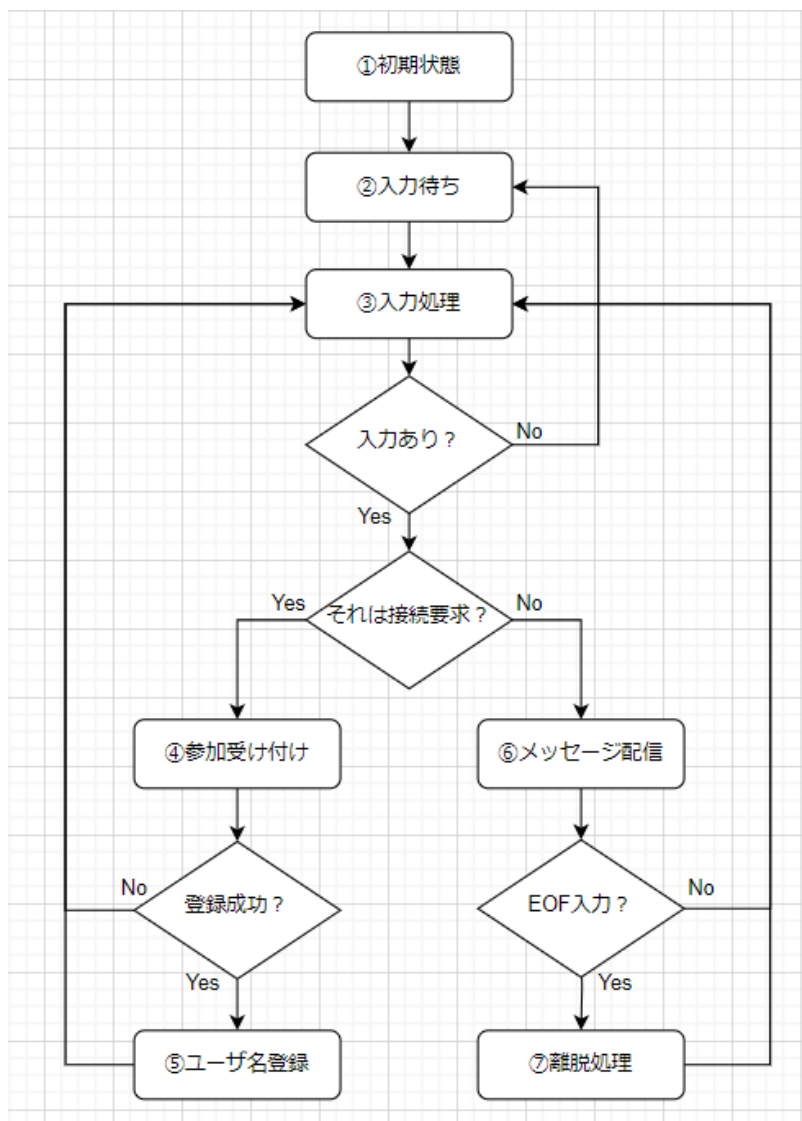 ①初期状態
②入力待ち
③入力処理
入力あり？
No
Yes
それは接続要求？
Yes
No
④参加受け付け
⑥メッセージ配信
登録成功？
No
Yes
EOF入力？
No
Yes
⑤ユーザ名登録
⑦離脱処理